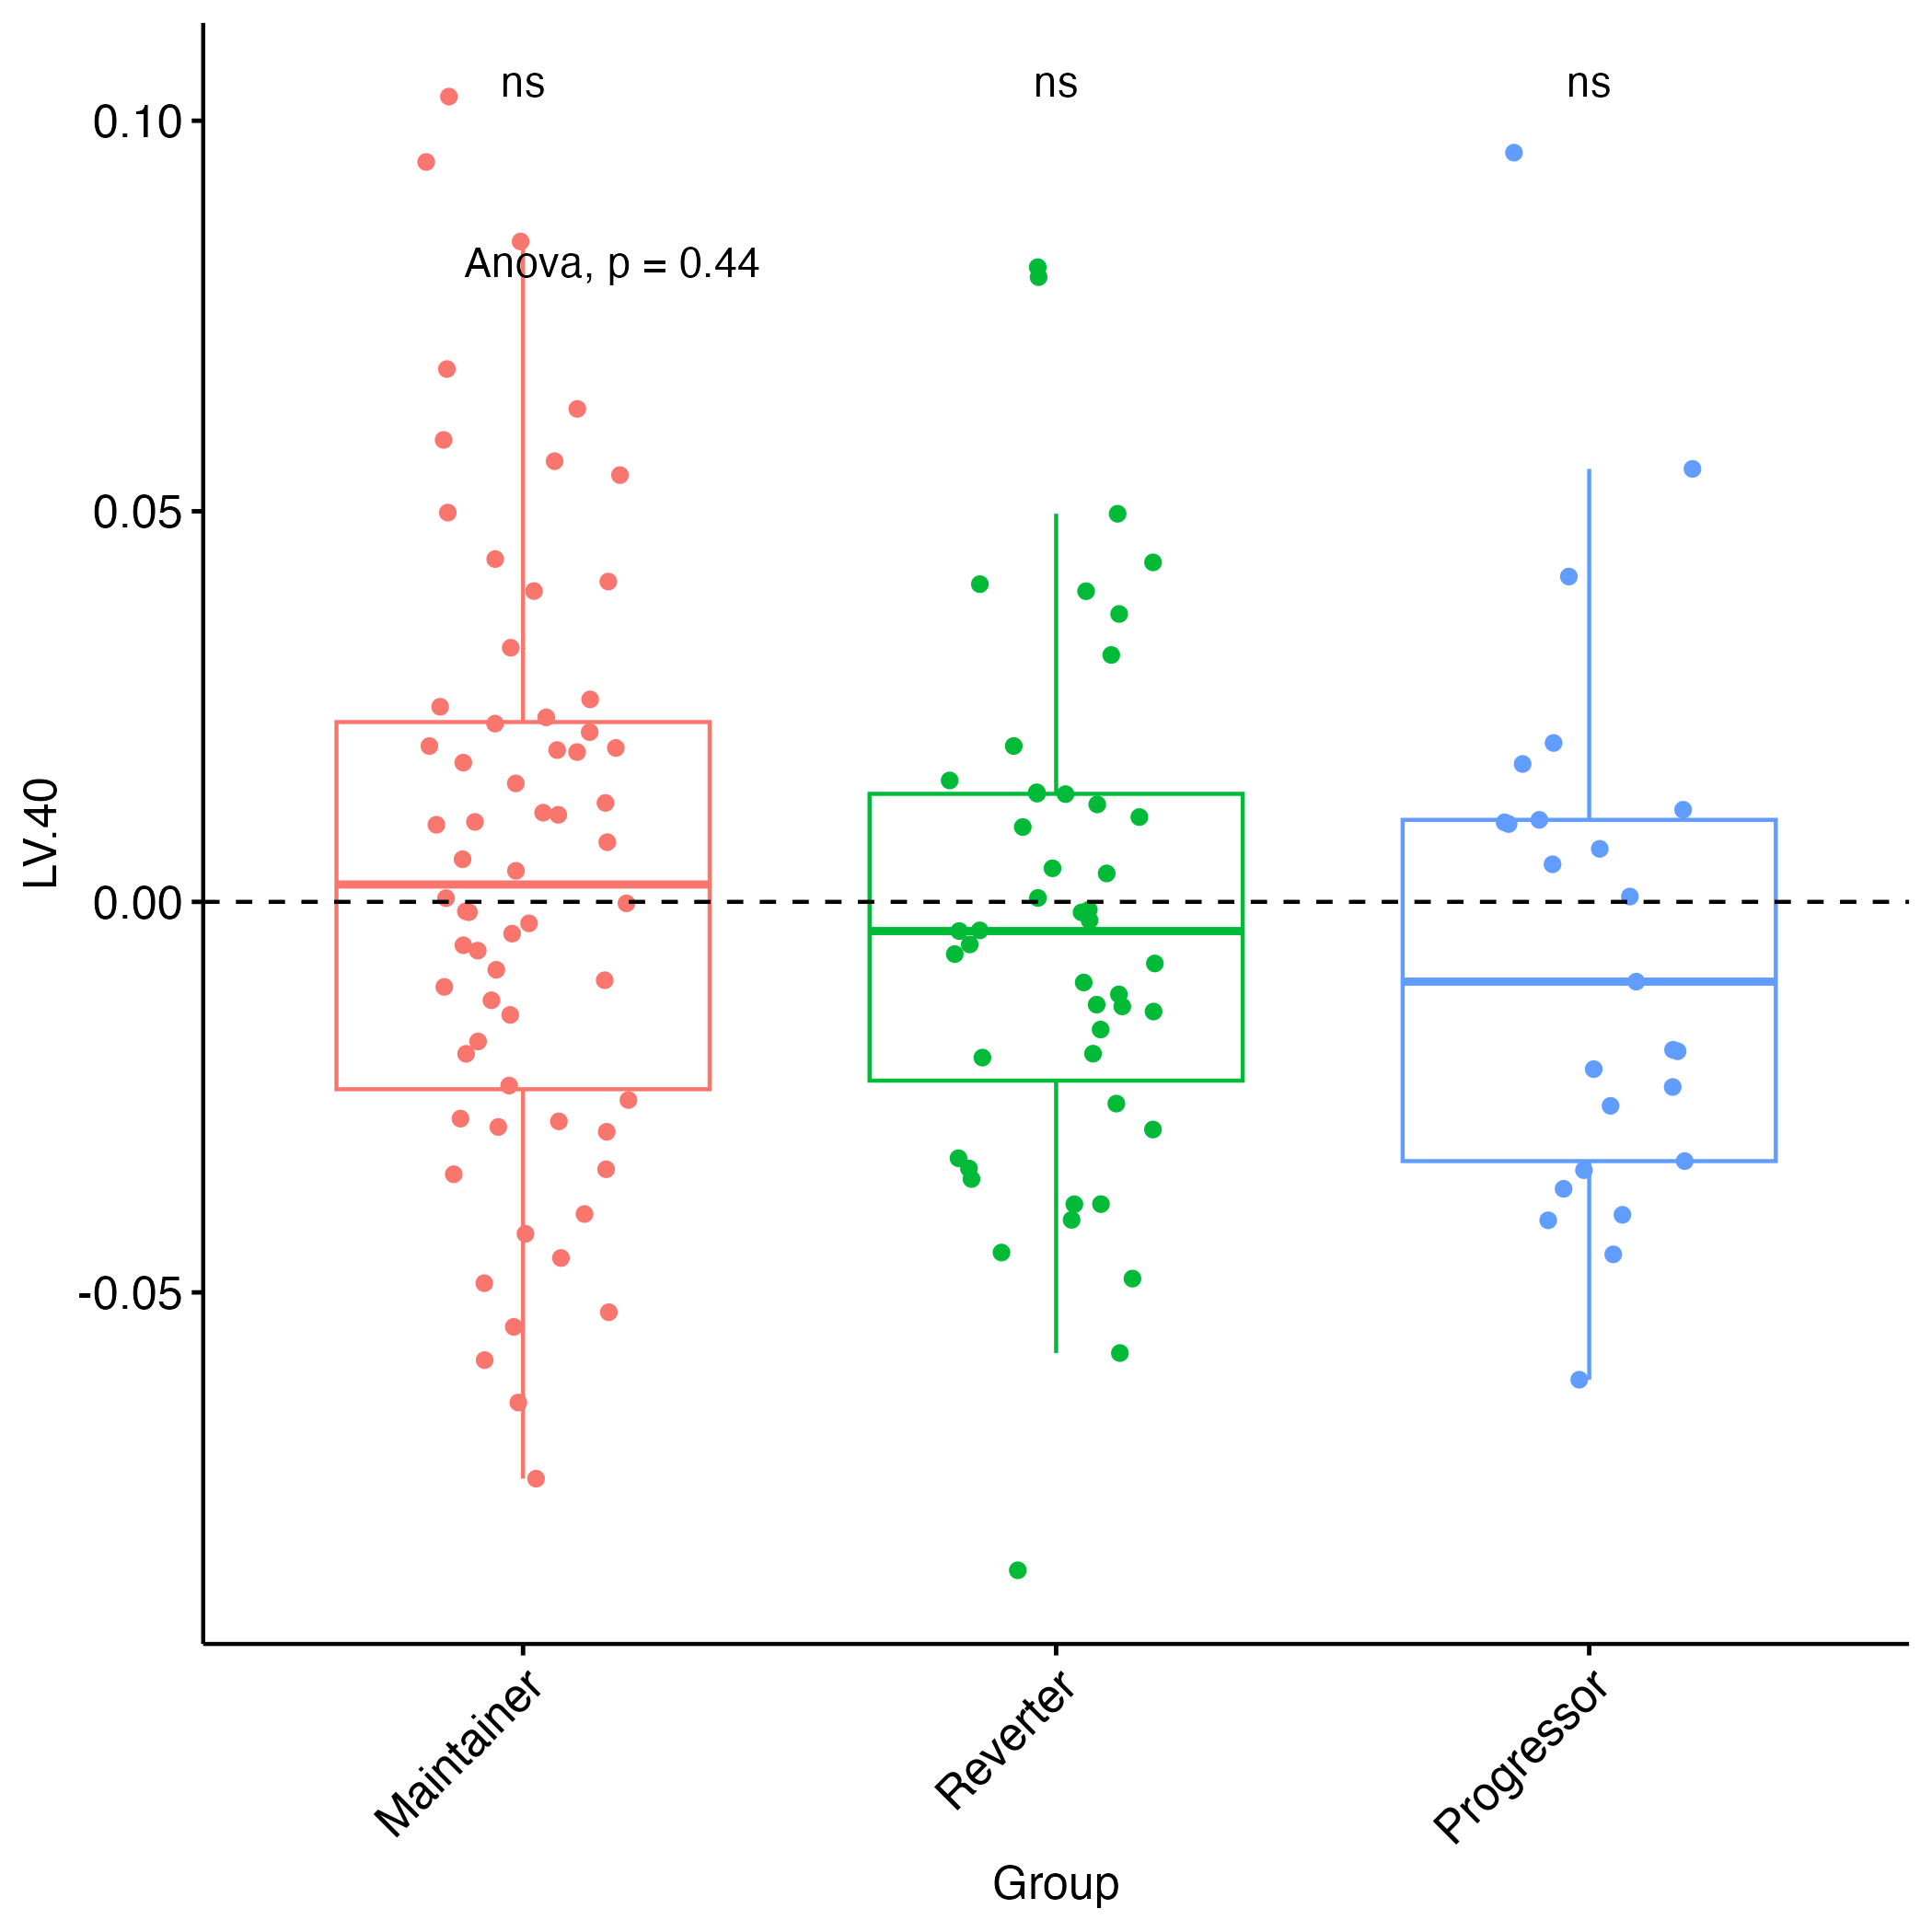 ns ns ns
0.10
Anova, p = 0.44
0.05
LV.40
0.00
-0.05
Maintainer Reverter Progressor
Group